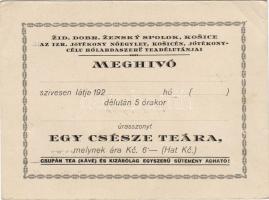 ŽID. DOBR. ŽENSKÝ SPOLOK, KOŠICE
AZ IZR. JÓTÉKONY NŐEGYLET, KOŠICÉN, JÓTÉKONY-
CÉLU HÓLABDASZERÜ TEADÉLUTÁNJAI
MEGHIVÓ
szivesen látja 192 hó ( )
délután 5 órakor
úrasszonyt
EGY CSÉSZE TEÁRA,
melynek ára Kč. 6— (Hat Kč.)
CSUPÁN TEA (KÁVÉ) ÉS KIZÁRÓLAG EGYSZERŰ SÜTEMÉNY ADHATÓ!